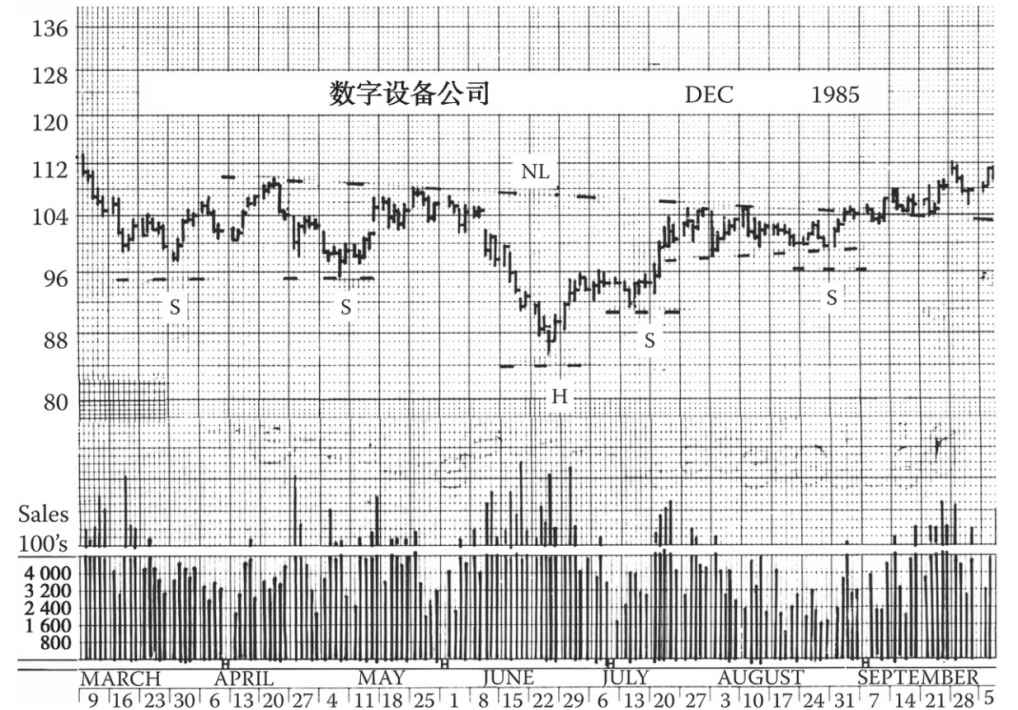 136
128
数字设备公司 DEC 1985
120
112
NL
104
96
S S S S
88
H
80
Sales
100's
4 000
3 200
2 400
1 600
800
H H H H
MARCH APRIL MAY JUNE JULY AUGUST SEPTEMBER
9 16 23 30 6 13 20 27 4 11 18 25 1 8 15 22 29 6 13 20 27 3 10 17 24 31 7 14 21 28 5